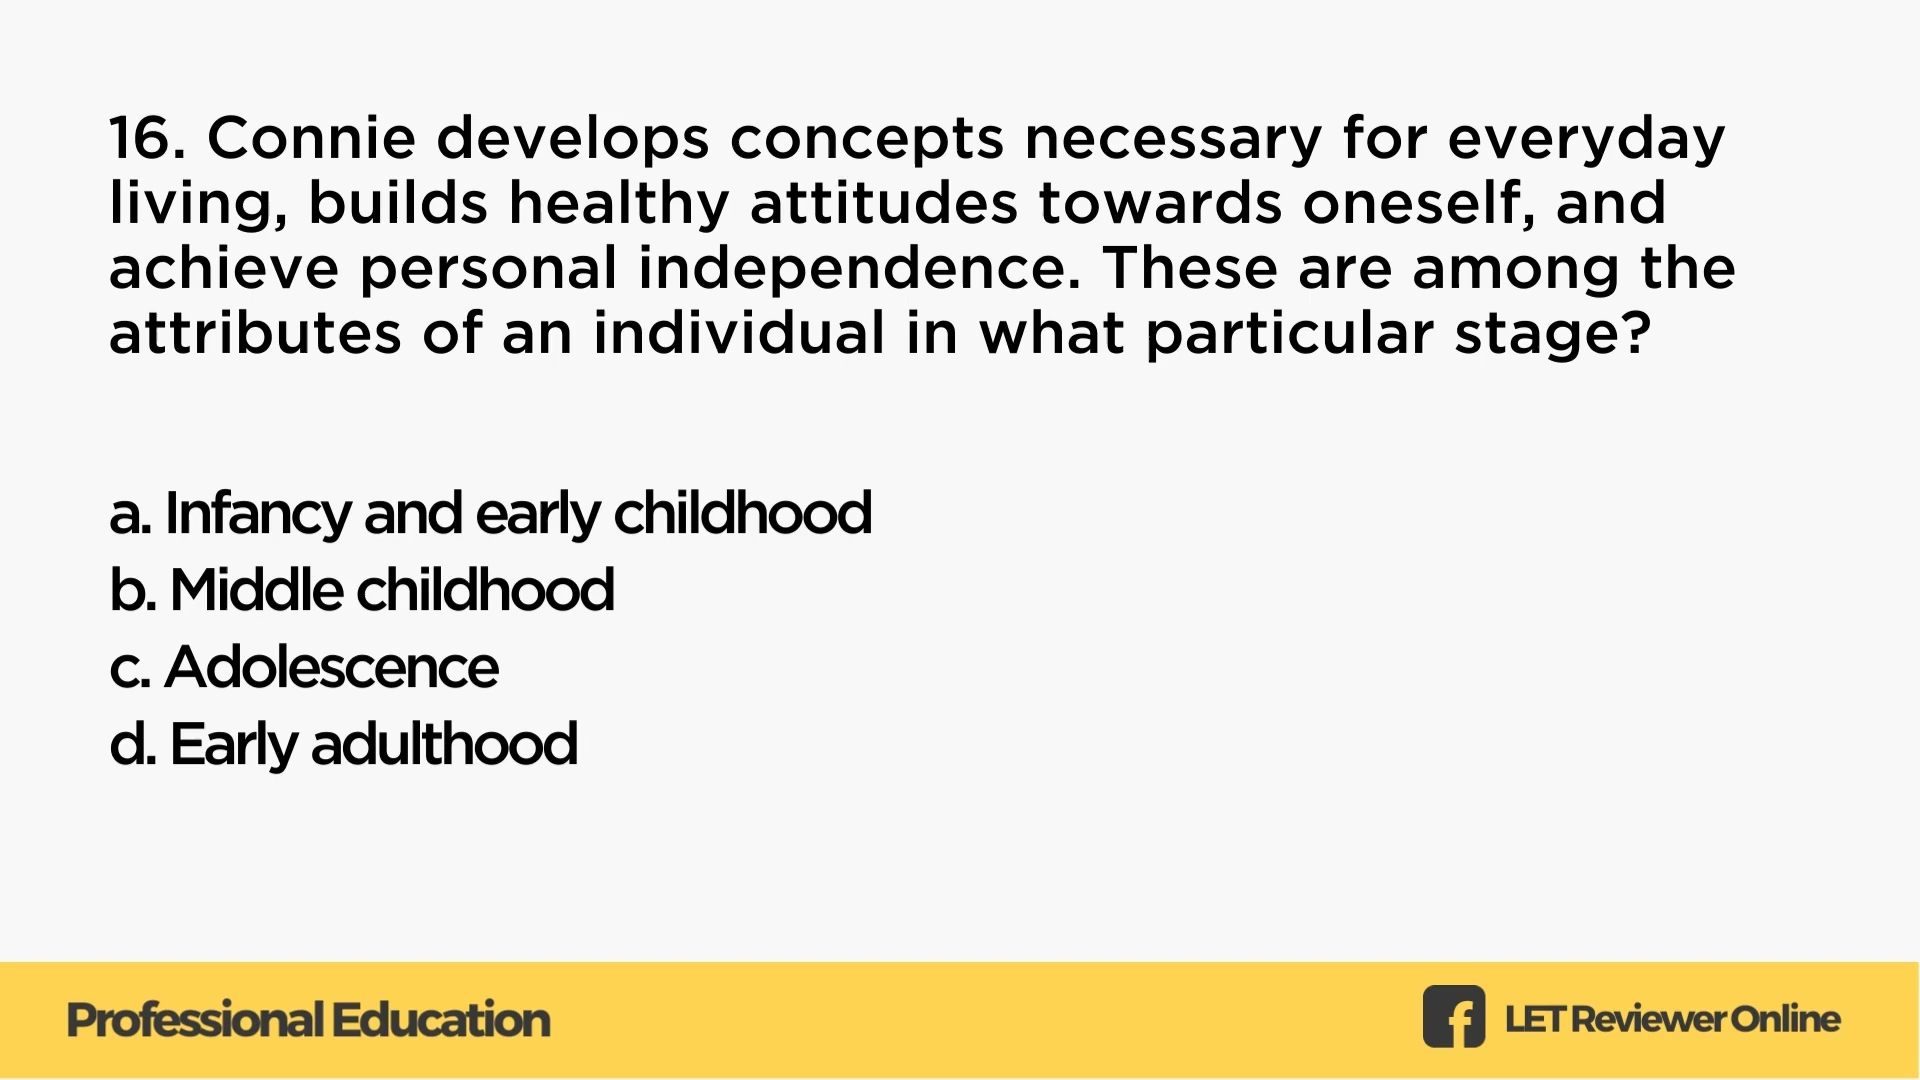 16. Connie develops concepts necessary for everyday
living, builds healthy attitudes towards oneself, and
achieve personal independence. These are among the
attributes of an individual in what particular stage?
a. Infancy and early childhood
b. Middle childhood
c. Adolescence
d. Early adulthood
Professional Education
LET Reviewer Online